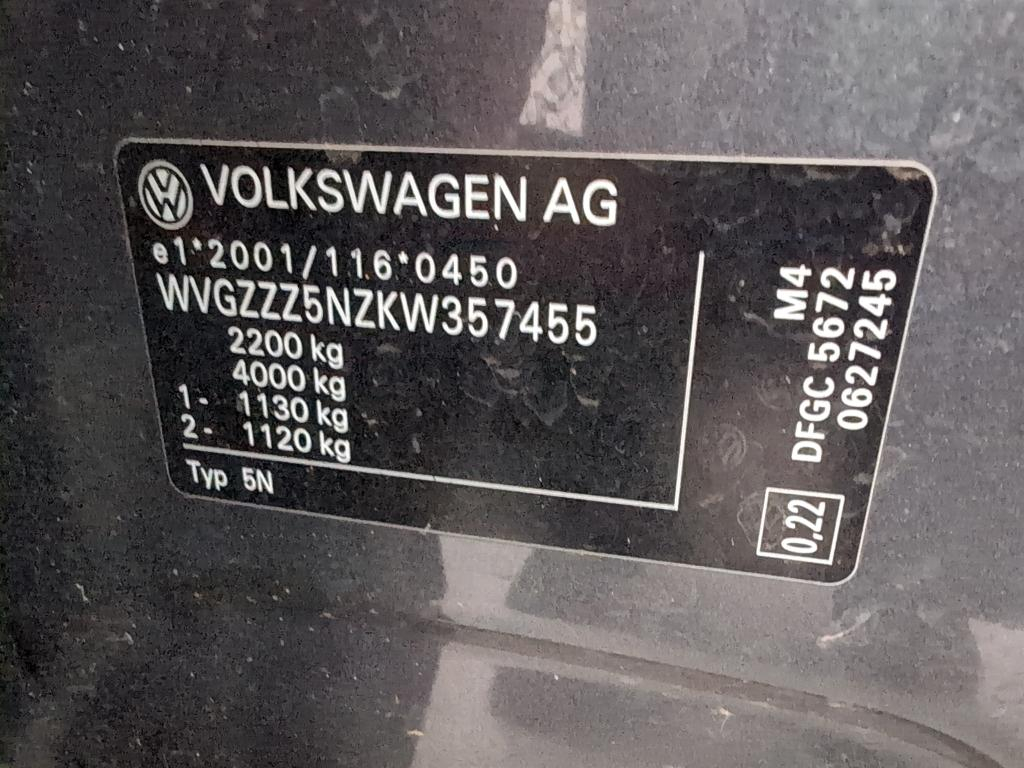 VOLKSWAGEN AG
e1*2001/116*0450
WVGZZZ5NZKW357455
2200 kg
4000 kg
1- 1130 kg
2- 1120 kg
Typ 5N
M4
DFGC 5672
0627245
0,22